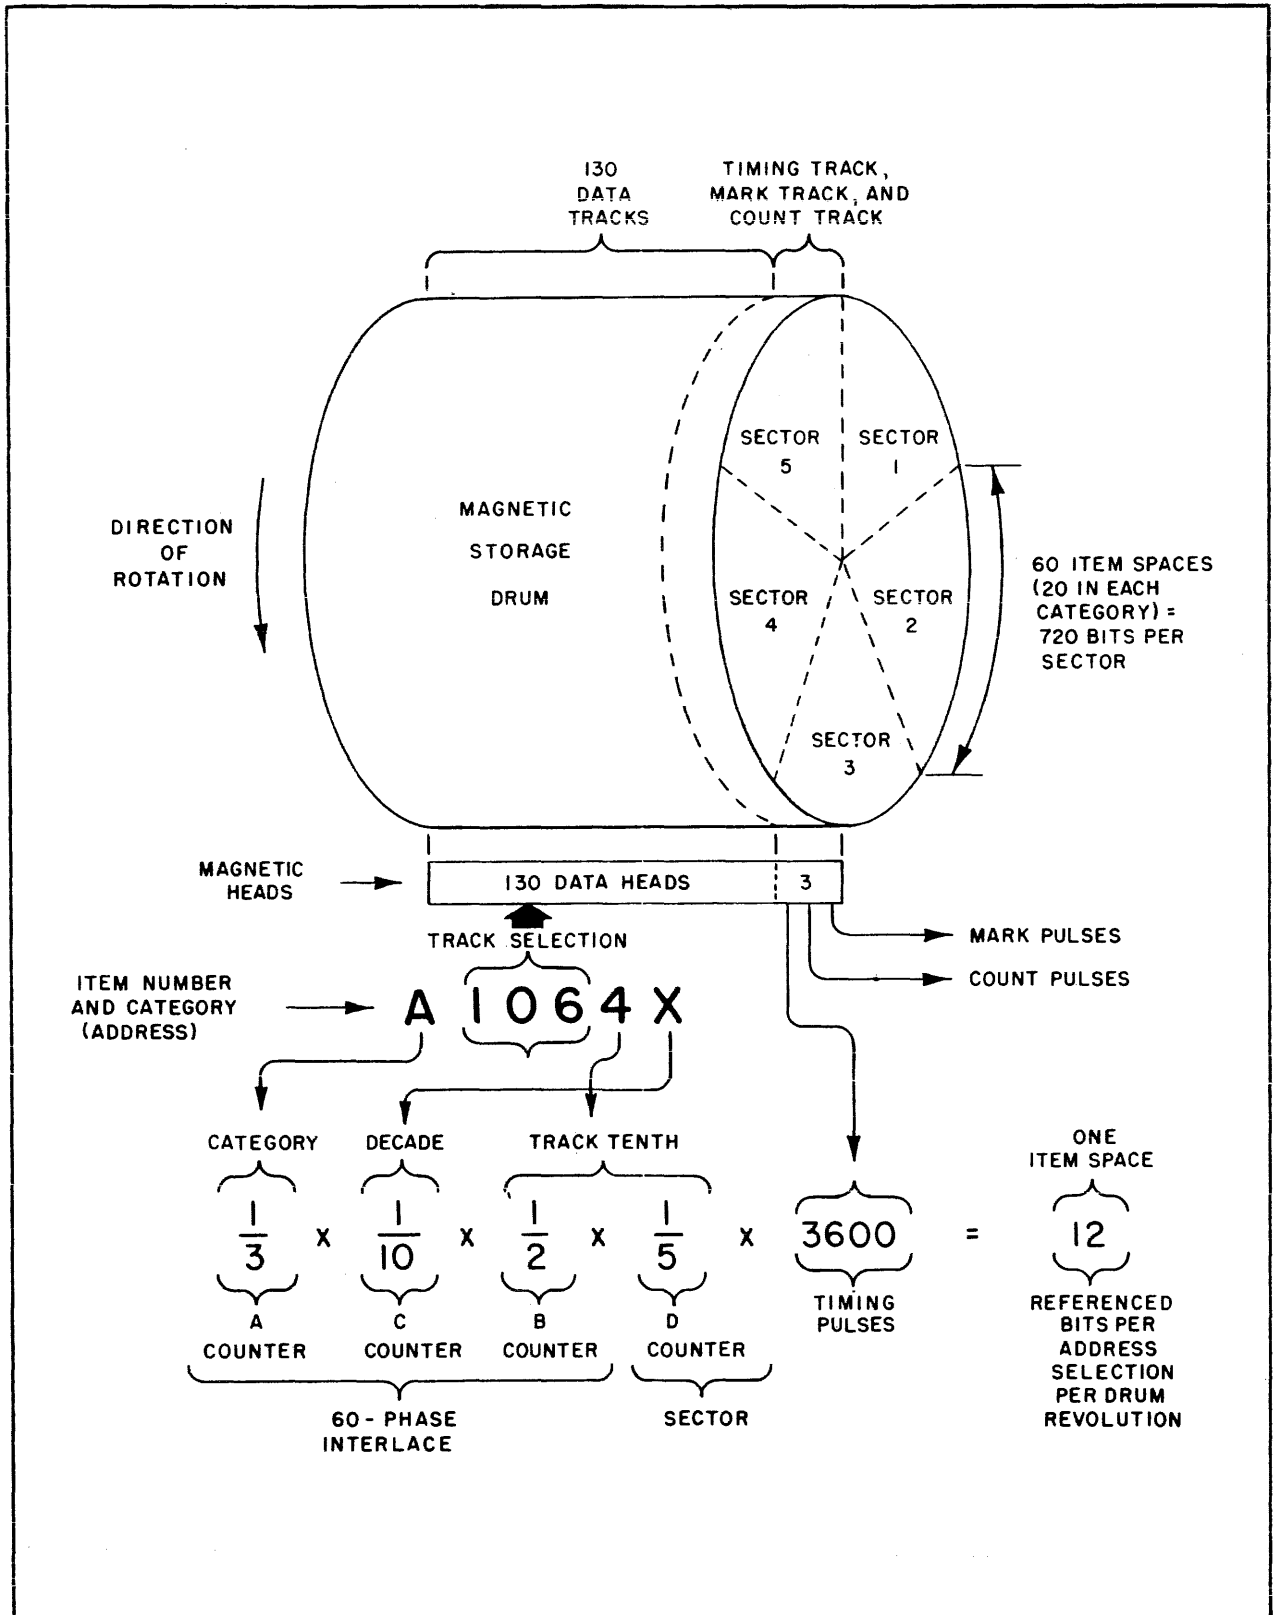 130
DATA
TRACKS
TIMING TRACK,
MARK TRACK, AND
COUNT TRACK
SECTOR
5
SECTOR
1
DIRECTION
OF
ROTATION
MAGNETIC
STORAGE
DRUM
SECTOR
4
SECTOR
2
60 ITEM SPACES
(20 IN EACH
CATEGORY) =
720 BITS PER
SECTOR
SECTOR
3
MAGNETIC
HEADS
130 DATA HEADS
3
TRACK SELECTION
MARK PULSES
COUNT PULSES
ITEM NUMBER
AND CATEGORY
(ADDRESS)
A 1064X
CATEGORY
DECADE
TRACK TENTH
ONE
ITEM SPACE
1/3 X 1/10 X 1/2 X 1/5 X 3600 = 12
A
COUNTER
C
COUNTER
B
COUNTER
D
COUNTER
TIMING
PULSES
REFERENCED
BITS PER
ADDRESS
SELECTION
PER DRUM
REVOLUTION
60-PHASE
INTERLACE
SECTOR